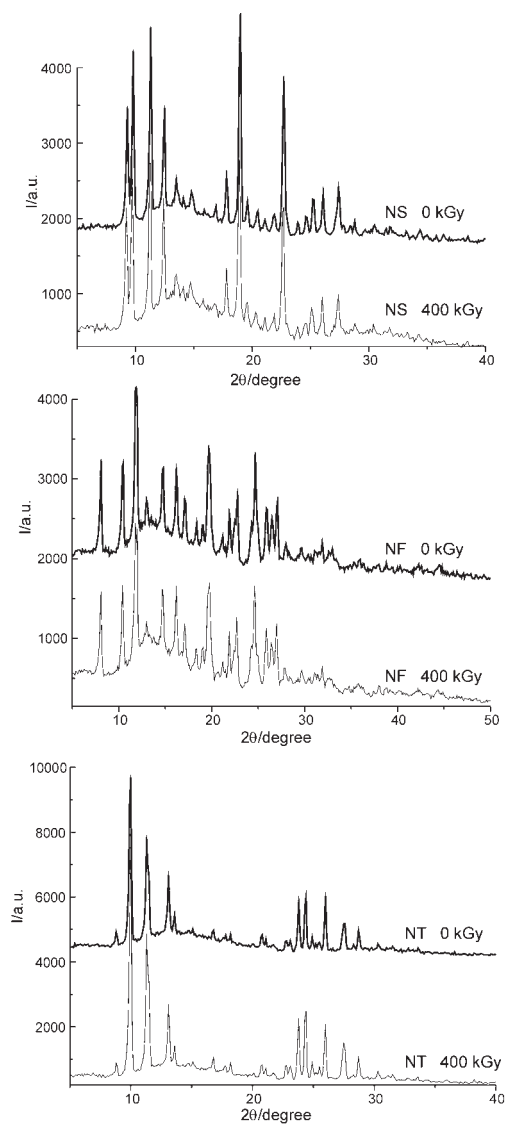 4000
3000
2000
1000
I/a.u.
NS 0 kGy
NS 400 kGy
10 20 30 40
2θ/degree
4000
3000
2000
1000
I/a.u.
NF 0 kGy
NF 400 kGy
10 20 30 40 50
2θ/degree
10000
8000
6000
4000
2000
I/a.u.
NT 0 kGy
NT 400 kGy
10 20 30 40
2θ/degree